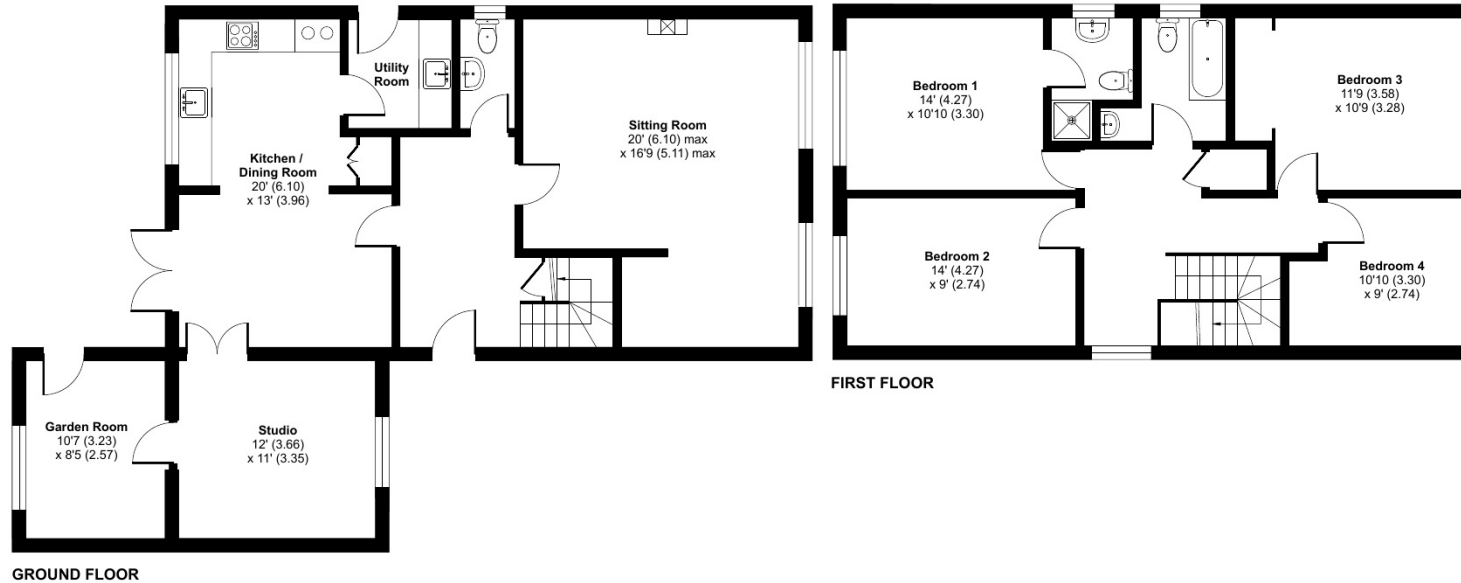 Utility
Room
Kitchen /
Dining Room
20' (6.10)
x 13' (3.96)
Sitting Room
20' (6.10) max
x 16'9 (5.11) max
Garden Room
10'7 (3.23)
x 8'5 (2.57)
Studio
12' (3.66)
x 11' (3.35)
GROUND FLOOR
Bedroom 1
14' (4.27)
x 10'10 (3.30)
Bedroom 3
11'9 (3.58)
x 10'9 (3.28)
Bedroom 2
14' (4.27)
x 9' (2.74)
Bedroom 4
10'10 (3.30)
x 9' (2.74)
FIRST FLOOR